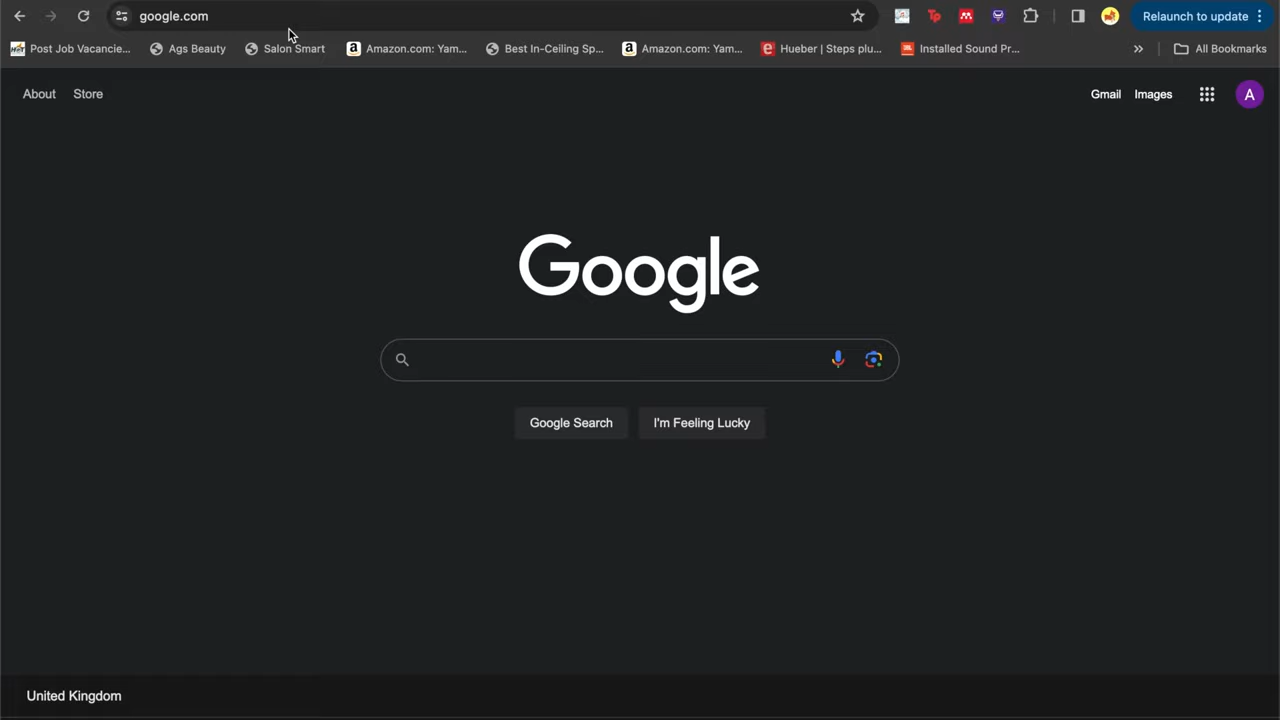 google.com
Relaunch to update
Post Job Vacancie...
Ags Beauty
Salon Smart
Amazon.com: Yam...
Best In-Ceiling Sp...
Amazon.com: Yam...
Hueber | Steps plu...
Installed Sound Pr...
All Bookmarks
About
Store
Gmail
Images
A
Google
Google Search
I'm Feeling Lucky
United Kingdom